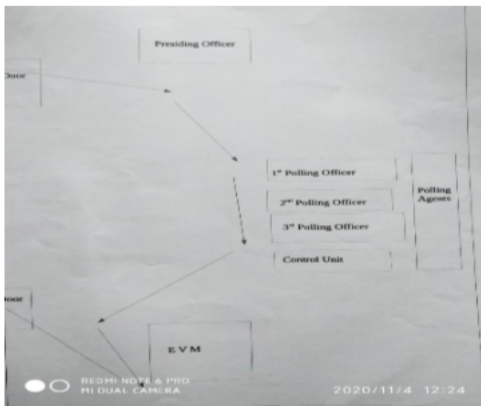 Presiding Officer
Door
1st Polling Officer
2nd Polling Officer
3rd Polling Officer
Control Unit
Polling
Agents
Door
E V M
REDMI NOTE 6 PRO
MI DUAL CAMERA
2020/11/4 12:24